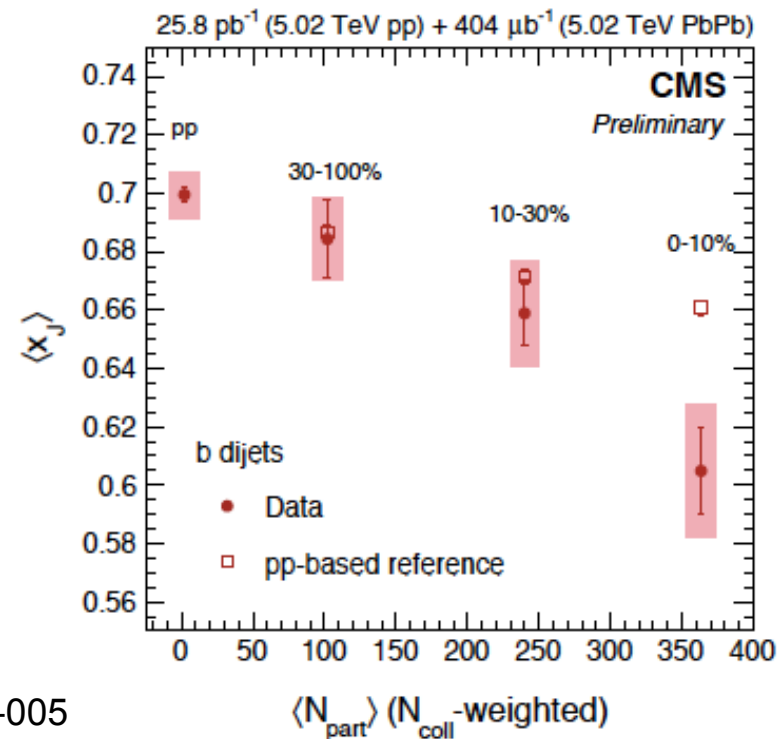 25.8 pb⁻¹ (5.02 TeV pp) + 404 μb⁻¹ (5.02 TeV PbPb)
0.74
CMS
Preliminary
0.72
pp
30-100%
0.7
10-30%
0.68
0-10%
0.66
⟨x_J⟩
0.64
0.62
b dijets
0.6
Data
0.58
pp-based reference
0.56
0 50 100 150 200 250 300 350 400
-005
⟨N_part⟩ (N_coll-weighted)